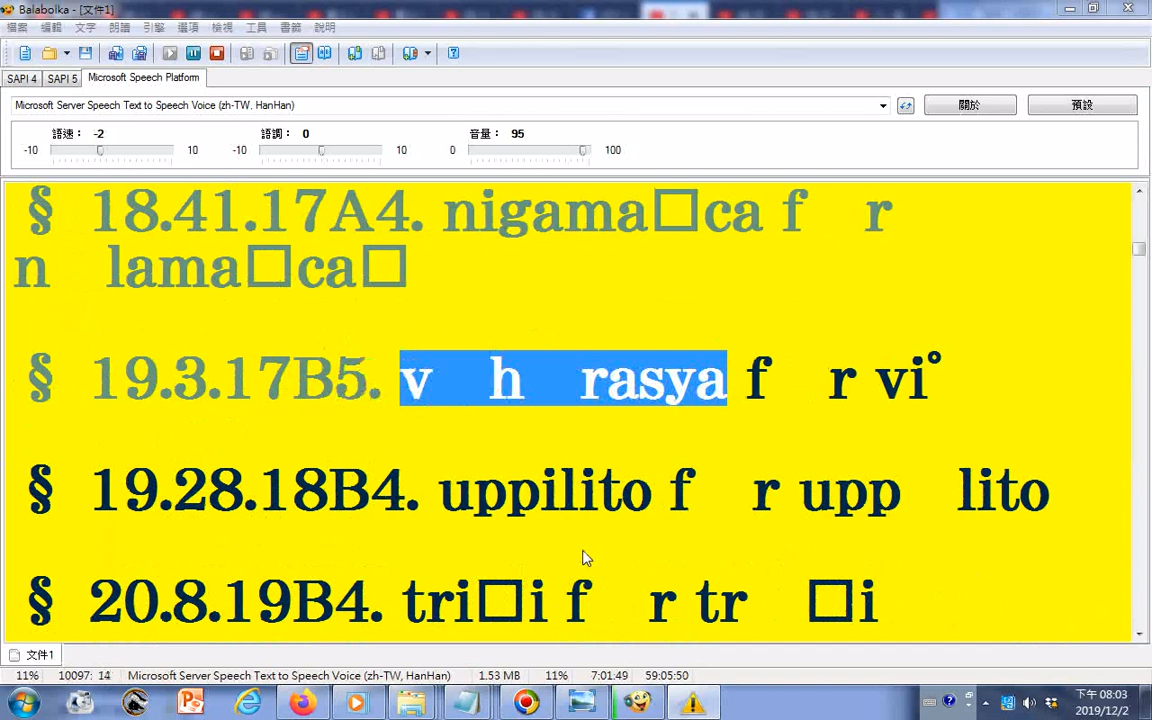 Balabolka - [文件1]
檔案 編輯 文字 朗讀 引擎 選項 檢視 工具 書籤 說明
SAPI 4 SAPI 5 Microsoft Speech Platform
Microsoft Server Speech Text to Speech Voice (zh-TW, HanHan) 關於 預設
語速： -2 語調： 0 音量： 95
-10 10 -10 10 0 100
§ 18.41.17A4. nigama□ca f r
n lama□ca□
§ 19.3.17B5. v h rasya f r vi°
§ 19.28.18B4. uppilito f r upp lito
§ 20.8.19B4. tri□i f r tr □i
文件1
11% 10097: 14 Microsoft Server Speech Text to Speech Voice (zh-TW, HanHan) 1.53 MB 11% 7:01:49 59:05:50
下午 08:03
2019/12/2